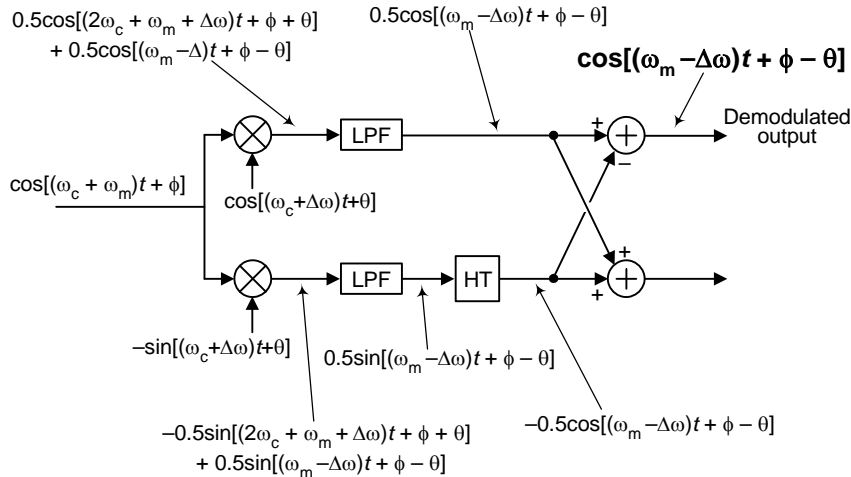 0.5cos[(2ω_c + ω_m + Δω)t + ϕ + θ]
+ 0.5cos[(ω_m −Δ)t + ϕ − θ]
0.5cos[(ω_m−Δω)t + ϕ − θ]
cos[(ω_m −Δω)t + ϕ − θ]
LPF
+
+
−
Demodulated
output
cos[(ω_c + ω_m)t + ϕ]
cos[(ω_c+Δω)t+θ]
LPF
HT
+
+
+
−sin[(ω_c+Δω)t+θ]
0.5sin[(ω_m−Δω)t + ϕ − θ]
−0.5sin[(2ω_c + ω_m + Δω)t + ϕ + θ]
+ 0.5sin[(ω_m−Δω)t + ϕ − θ]
−0.5cos[(ω_m−Δω)t + ϕ − θ]